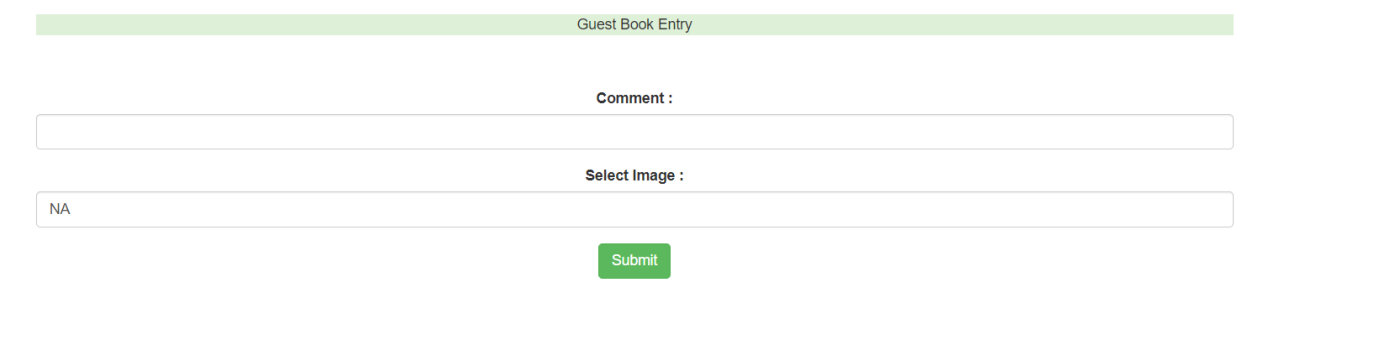 Guest Book Entry
Comment :
Select Image :
NA
Submit